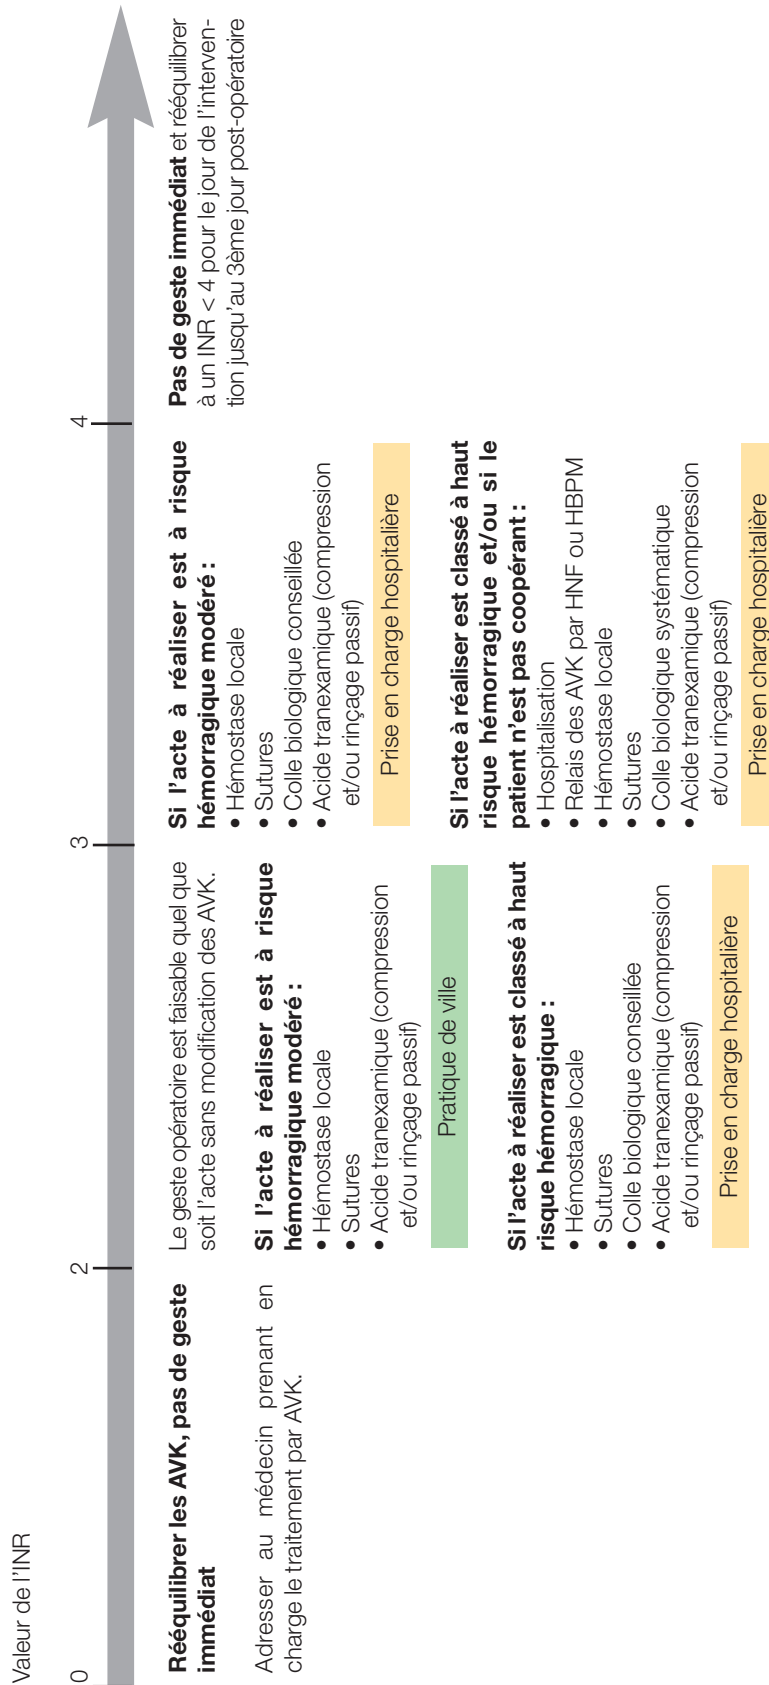 Valeur de l'INR
0
2
3
4
Rééquilibrer les AVK, pas de geste
immédiat
Adresser au médecin prenant en
charge le traitement par AVK.
Le geste opératoire est faisable quel que
soit l'acte sans modification des AVK.
Si l'acte à réaliser est à risque
hémorragique modéré :
• Hémostase locale
• Sutures
• Acide tranexamique (compression
et/ou rinçage passif)
Pratique de ville
Si l'acte à réaliser est classé à haut
risque hémorragique :
• Hémostase locale
• Sutures
• Colle biologique conseillée
• Acide tranexamique (compression
et/ou rinçage passif)
Prise en charge hospitalière
Si l'acte à réaliser est à risque
hémorragique modéré :
• Hémostase locale
• Sutures
• Colle biologique conseillée
• Acide tranexamique (compression
et/ou rinçage passif)
Prise en charge hospitalière
Si l'acte à réaliser est classé à haut
risque hémorragique et/ou si le
patient n'est pas coopérant :
• Hospitalisation
• Relais des AVK par HNF ou HBPM
• Hémostase locale
• Sutures
• Colle biologique systématique
• Acide tranexamique (compression
et/ou rinçage passif)
Prise en charge hospitalière
Pas de geste immédiat et rééquilibrer
à un INR < 4 pour le jour de l'interven-
tion jusqu'au 3ème jour post-opératoire